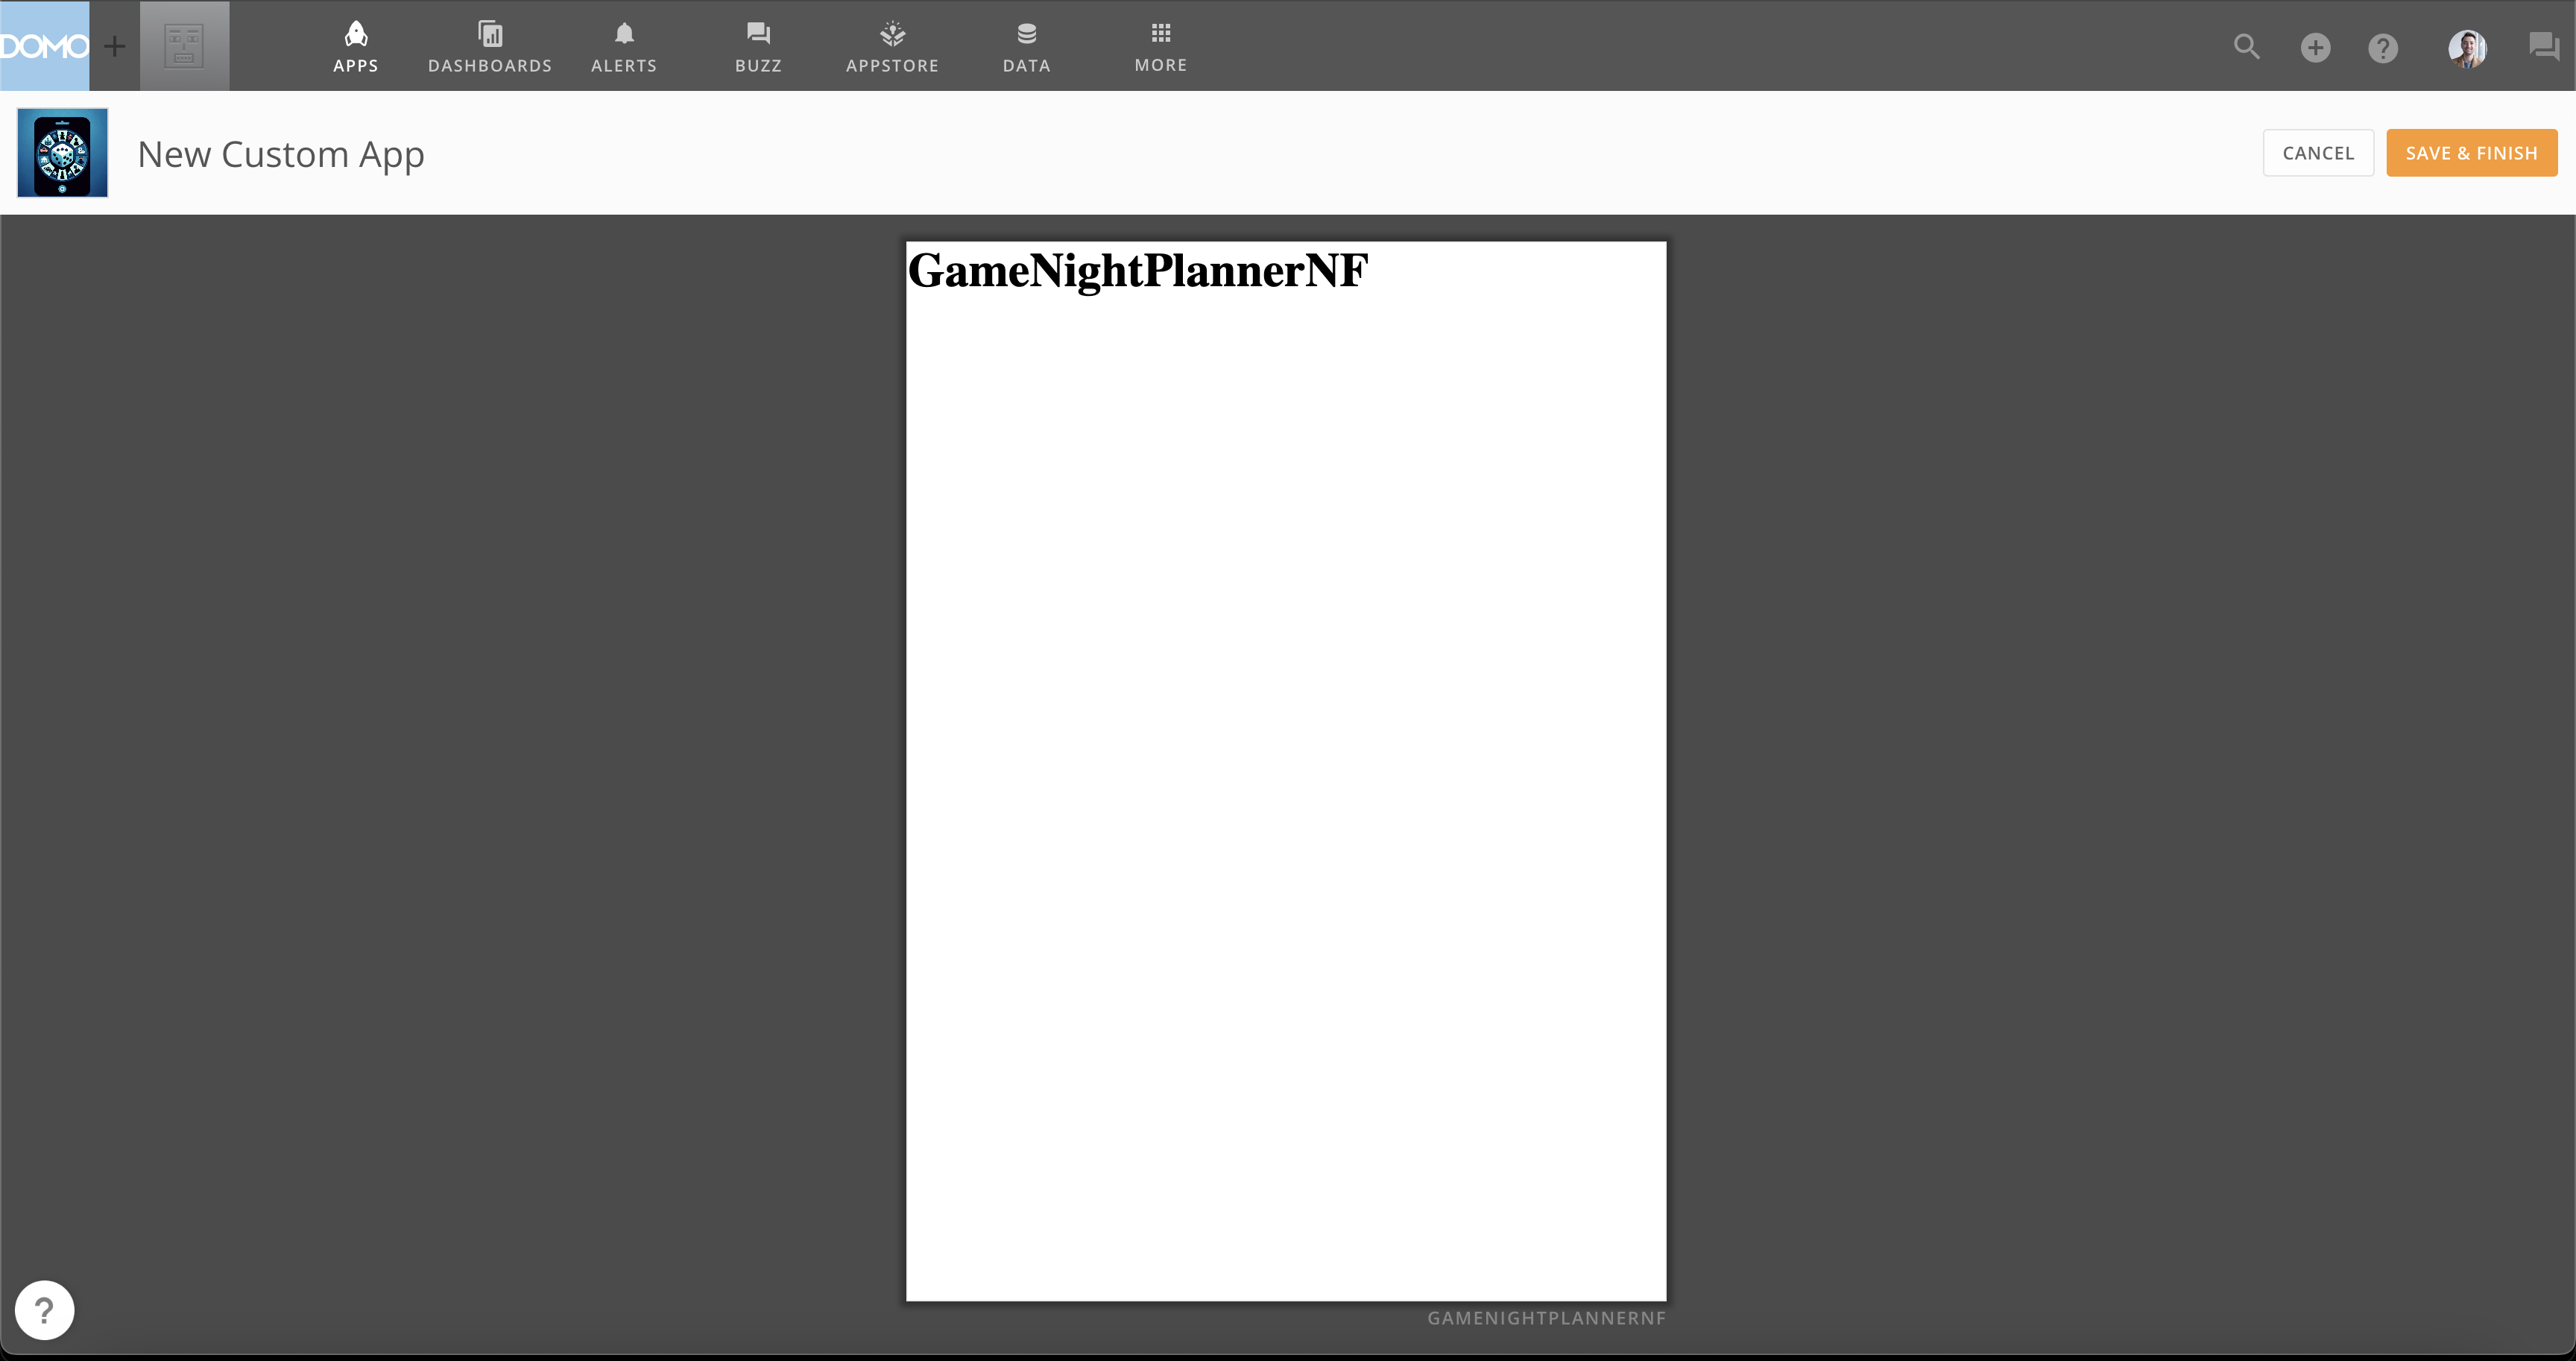 DOMO
APPS
DASHBOARDS
ALERTS
BUZZ
APPSTORE
DATA
MORE
New Custom App
CANCEL
SAVE & FINISH
GameNightPlannerNF
GAMENIGHTPLANNERNF
?